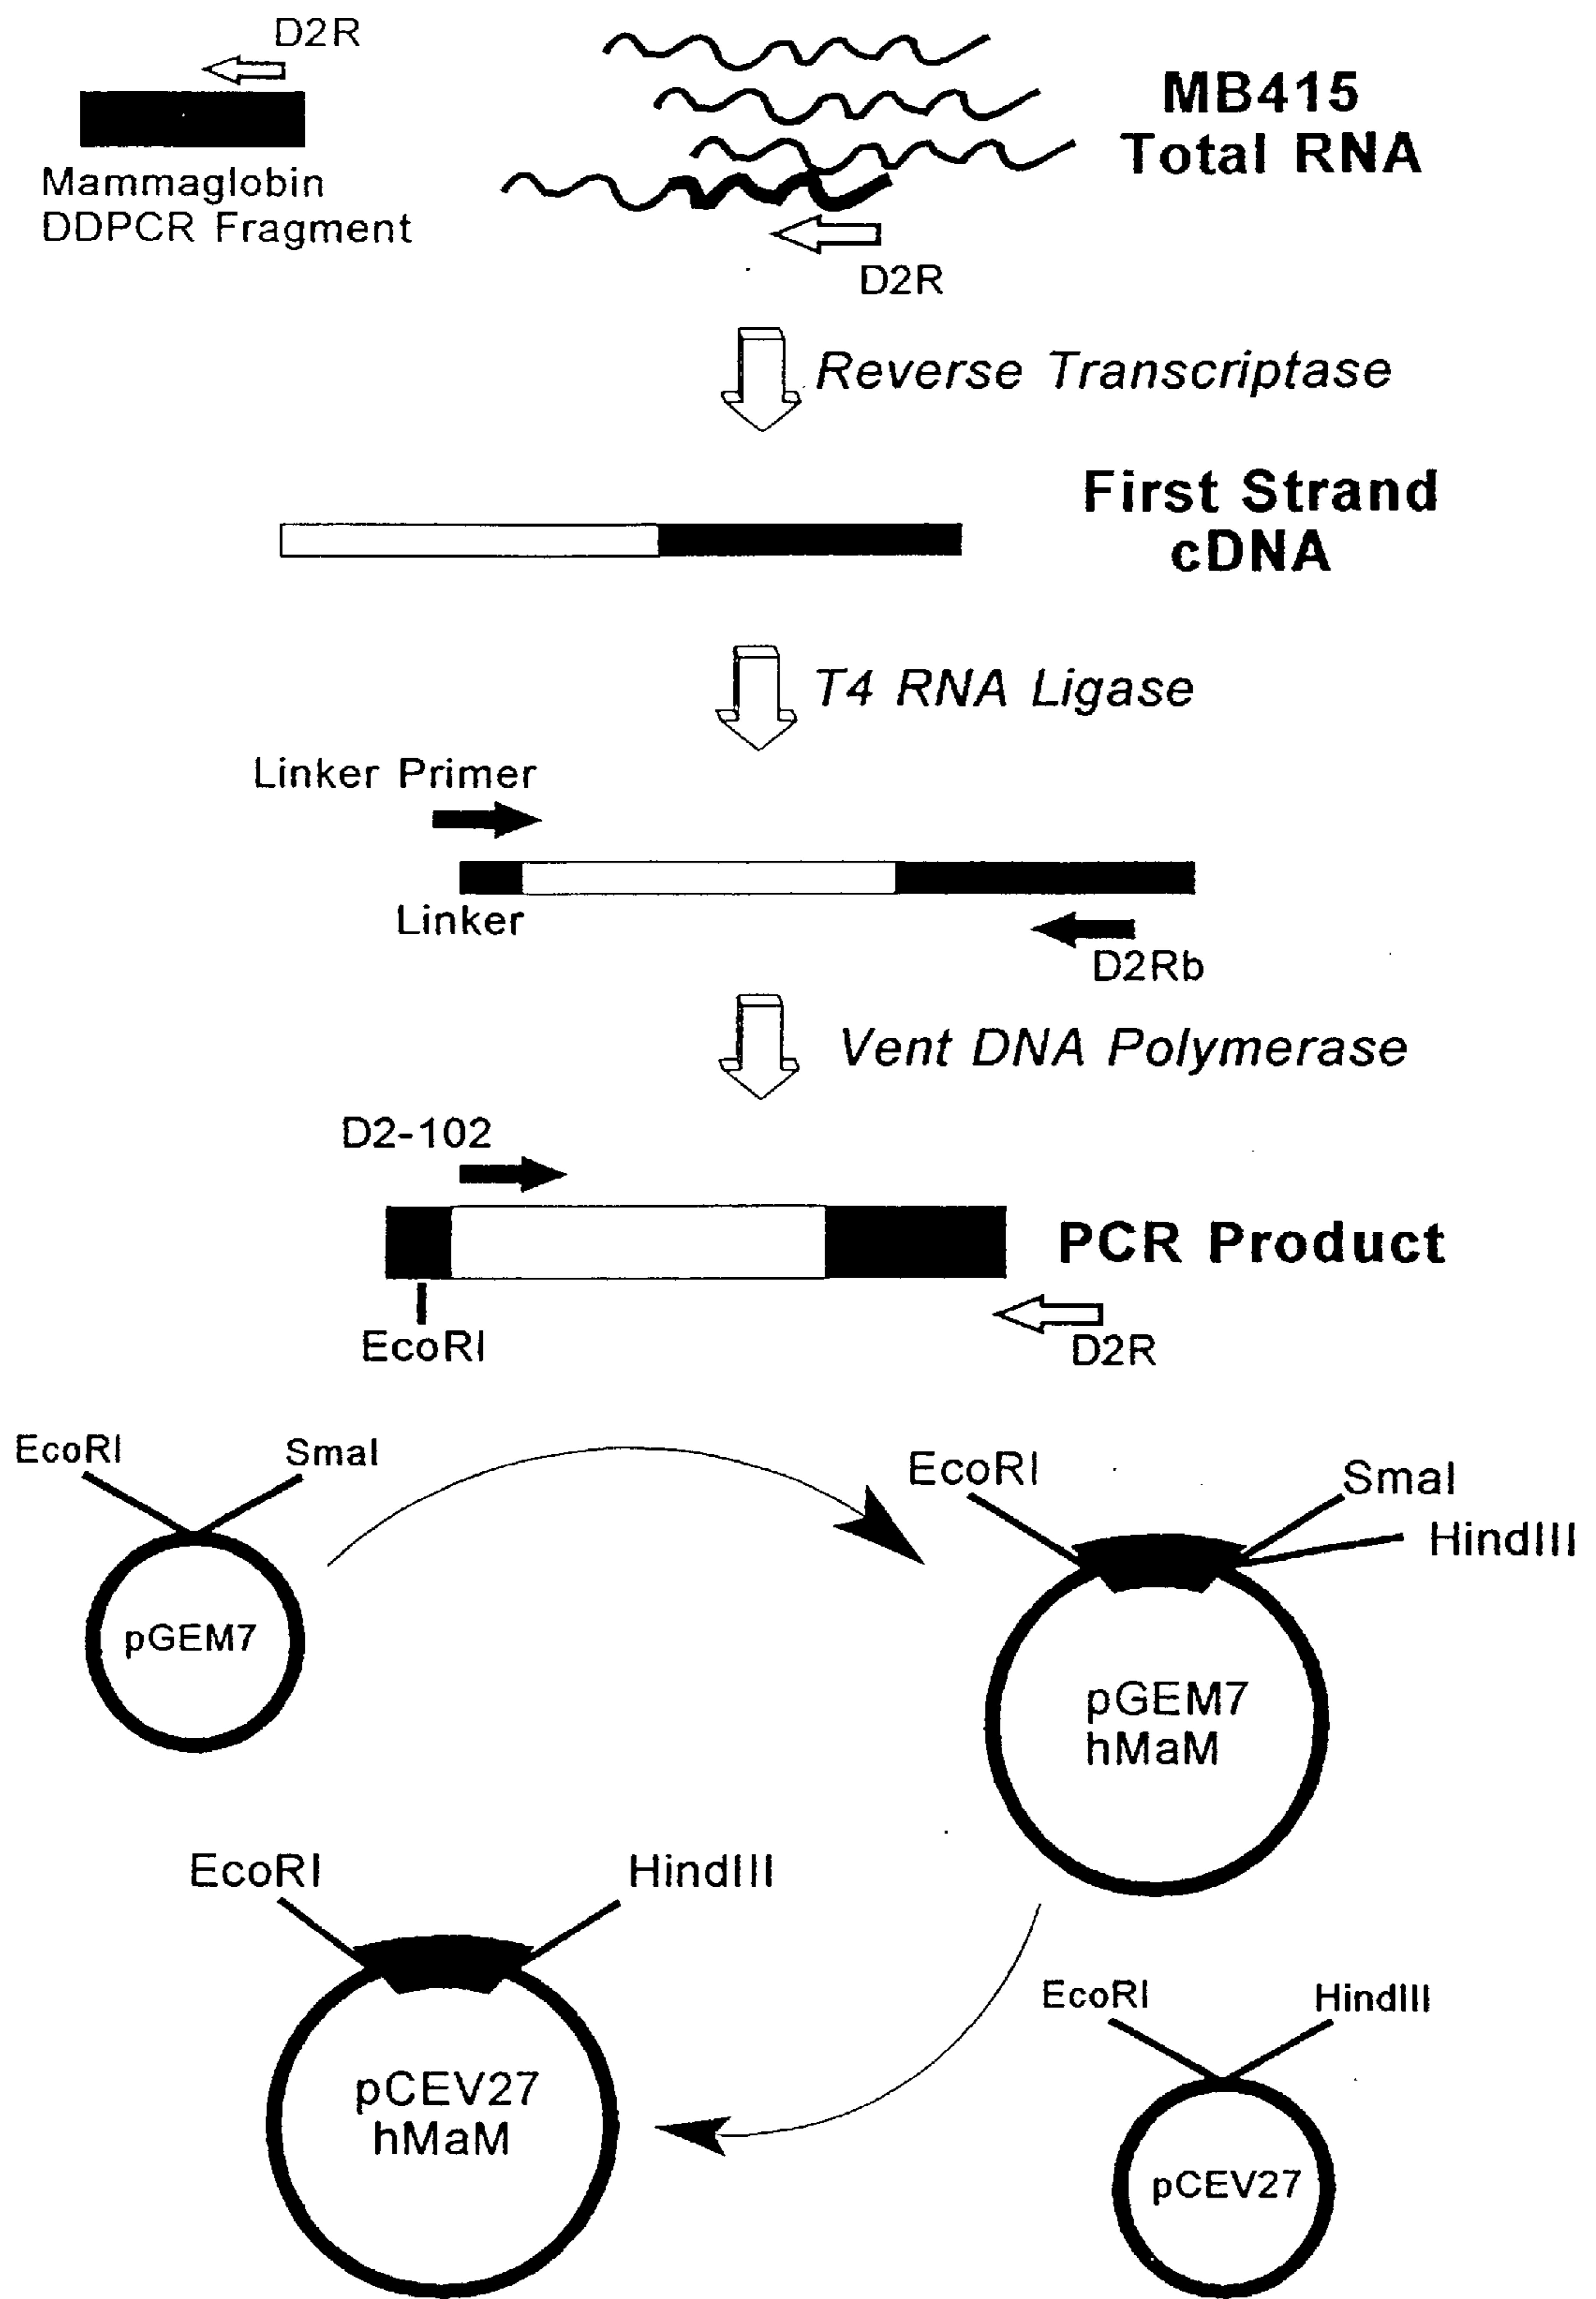 D2R
MB415
Total RNA
Mammaglobin
DDPCR Fragment
D2R
Reverse Transcriptase
First Strand
cDNA
T4 RNA Ligase
Linker Primer
Linker
D2Rb
Vent DNA Polymerase
D2-102
PCR Product
EcoRI
D2R
EcoRI
SmaI
EcoRI
SmaI
HindIII
pGEM7
pGEM7
hMaM
EcoRI
HindIII
EcoRI
HindIII
pCEV27
hMaM
pCEV27